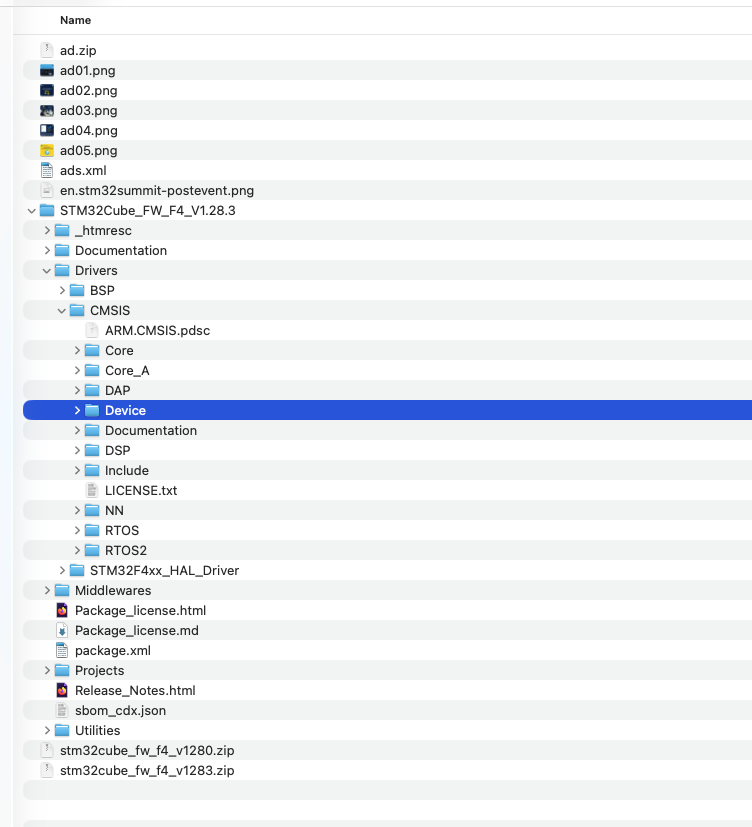 Name
ad.zip
ad01.png
ad02.png
ad03.png
ad04.png
ad05.png
ads.xml
en.stm32summit-postevent.png
STM32Cube_FW_F4_V1.28.3
_htmresc
Documentation
Drivers
BSP
CMSIS
ARM.CMSIS.pdsc
Core
Core_A
DAP
Device
Documentation
DSP
Include
LICENSE.txt
NN
RTOS
RTOS2
STM32F4xx_HAL_Driver
Middlewares
Package_license.html
Package_license.md
package.xml
Projects
Release_Notes.html
sbom_cdx.json
Utilities
stm32cube_fw_f4_v1280.zip
stm32cube_fw_f4_v1283.zip